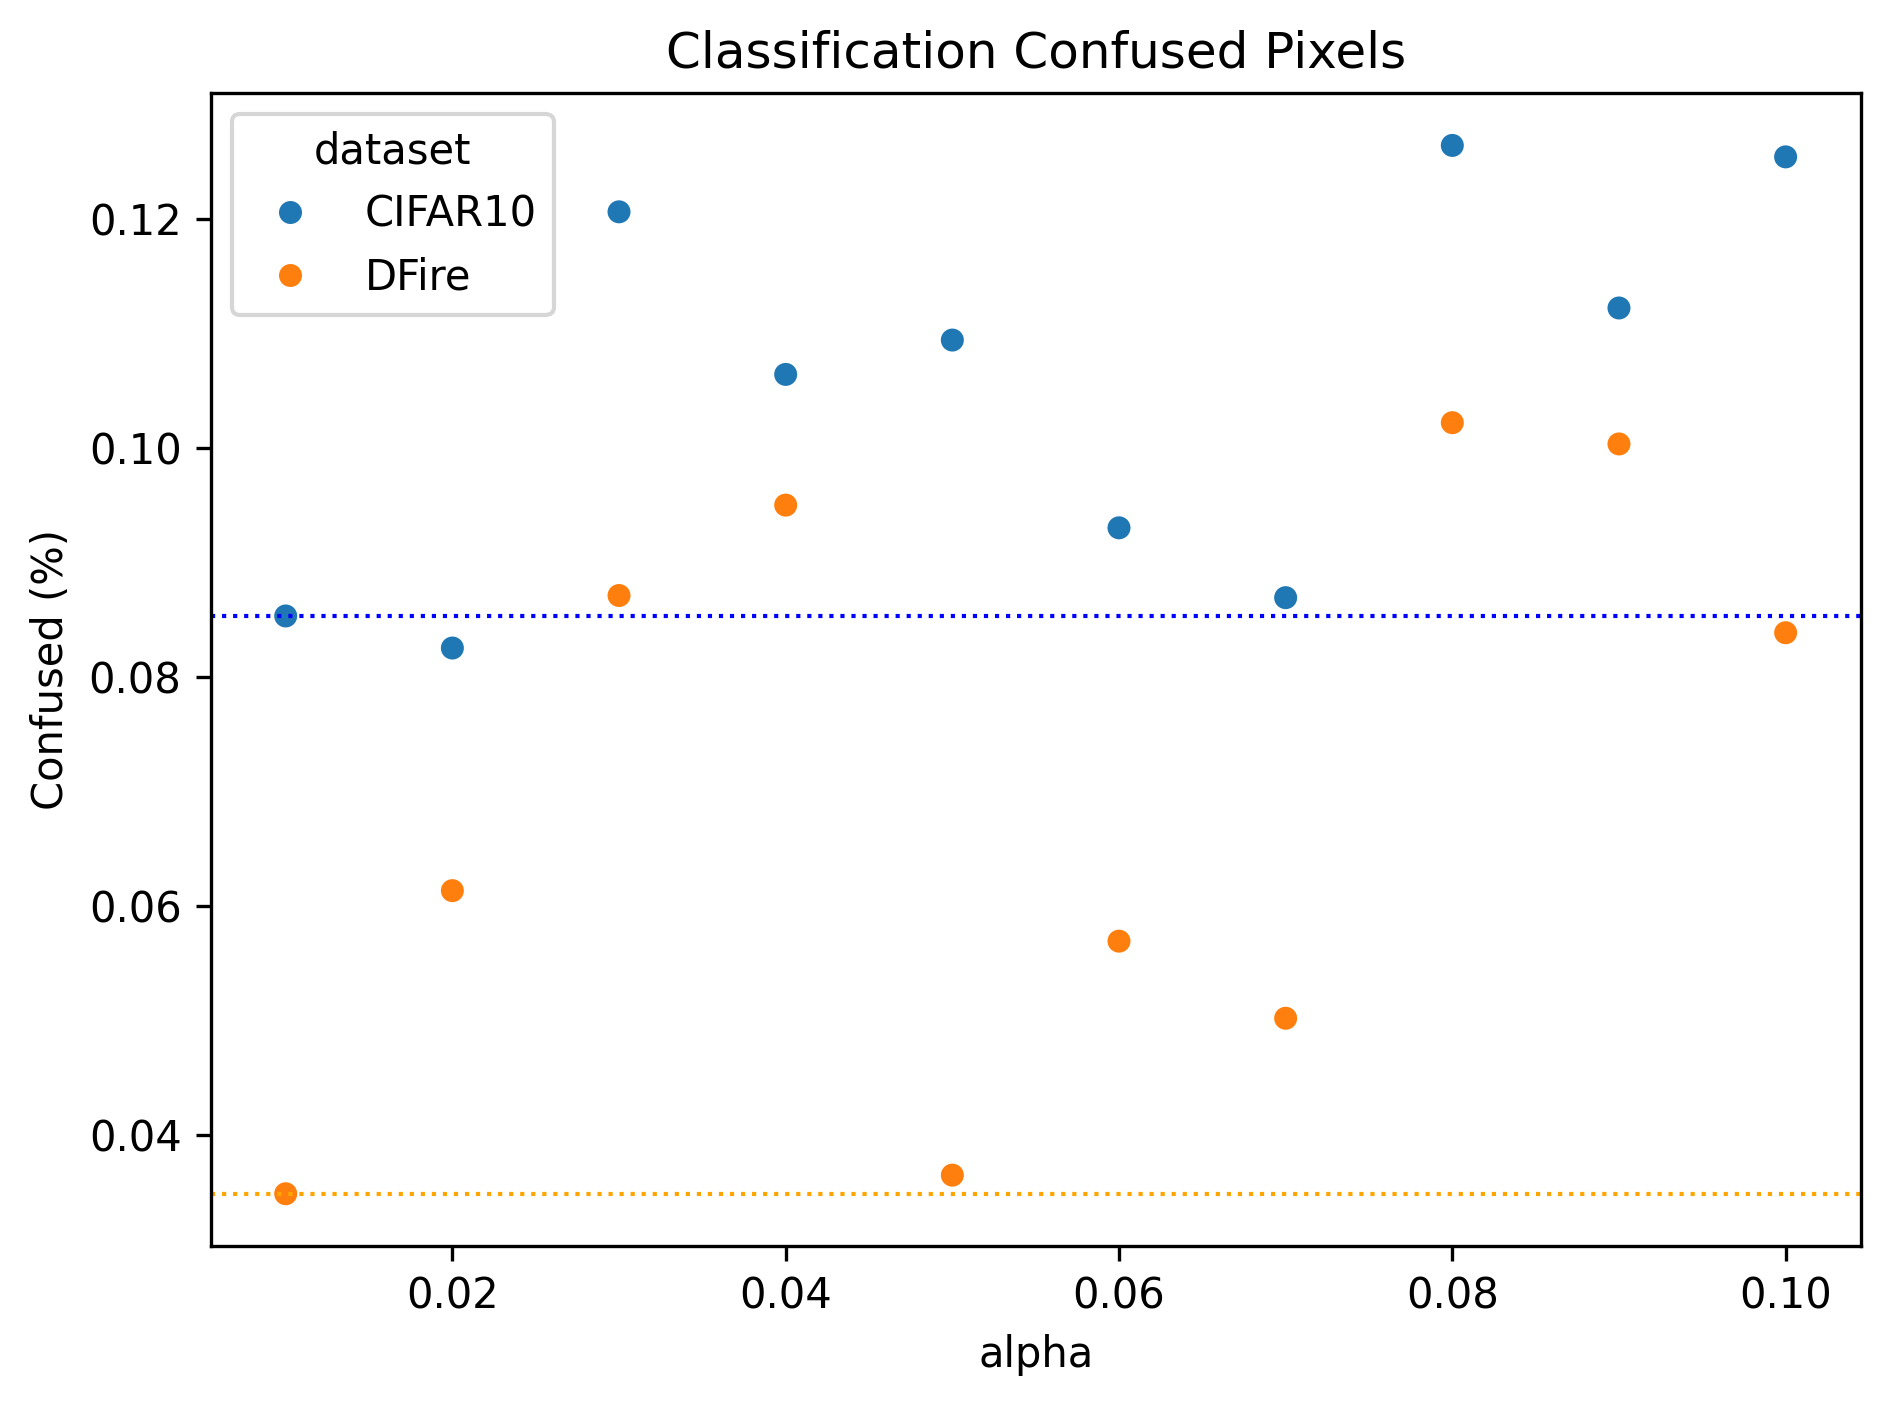 Classification Confused Pixels
dataset
CIFAR10
DFire
0.12
0.10
0.08
0.06
0.04
Confused (%)
0.02 0.04 0.06 0.08 0.10
alpha